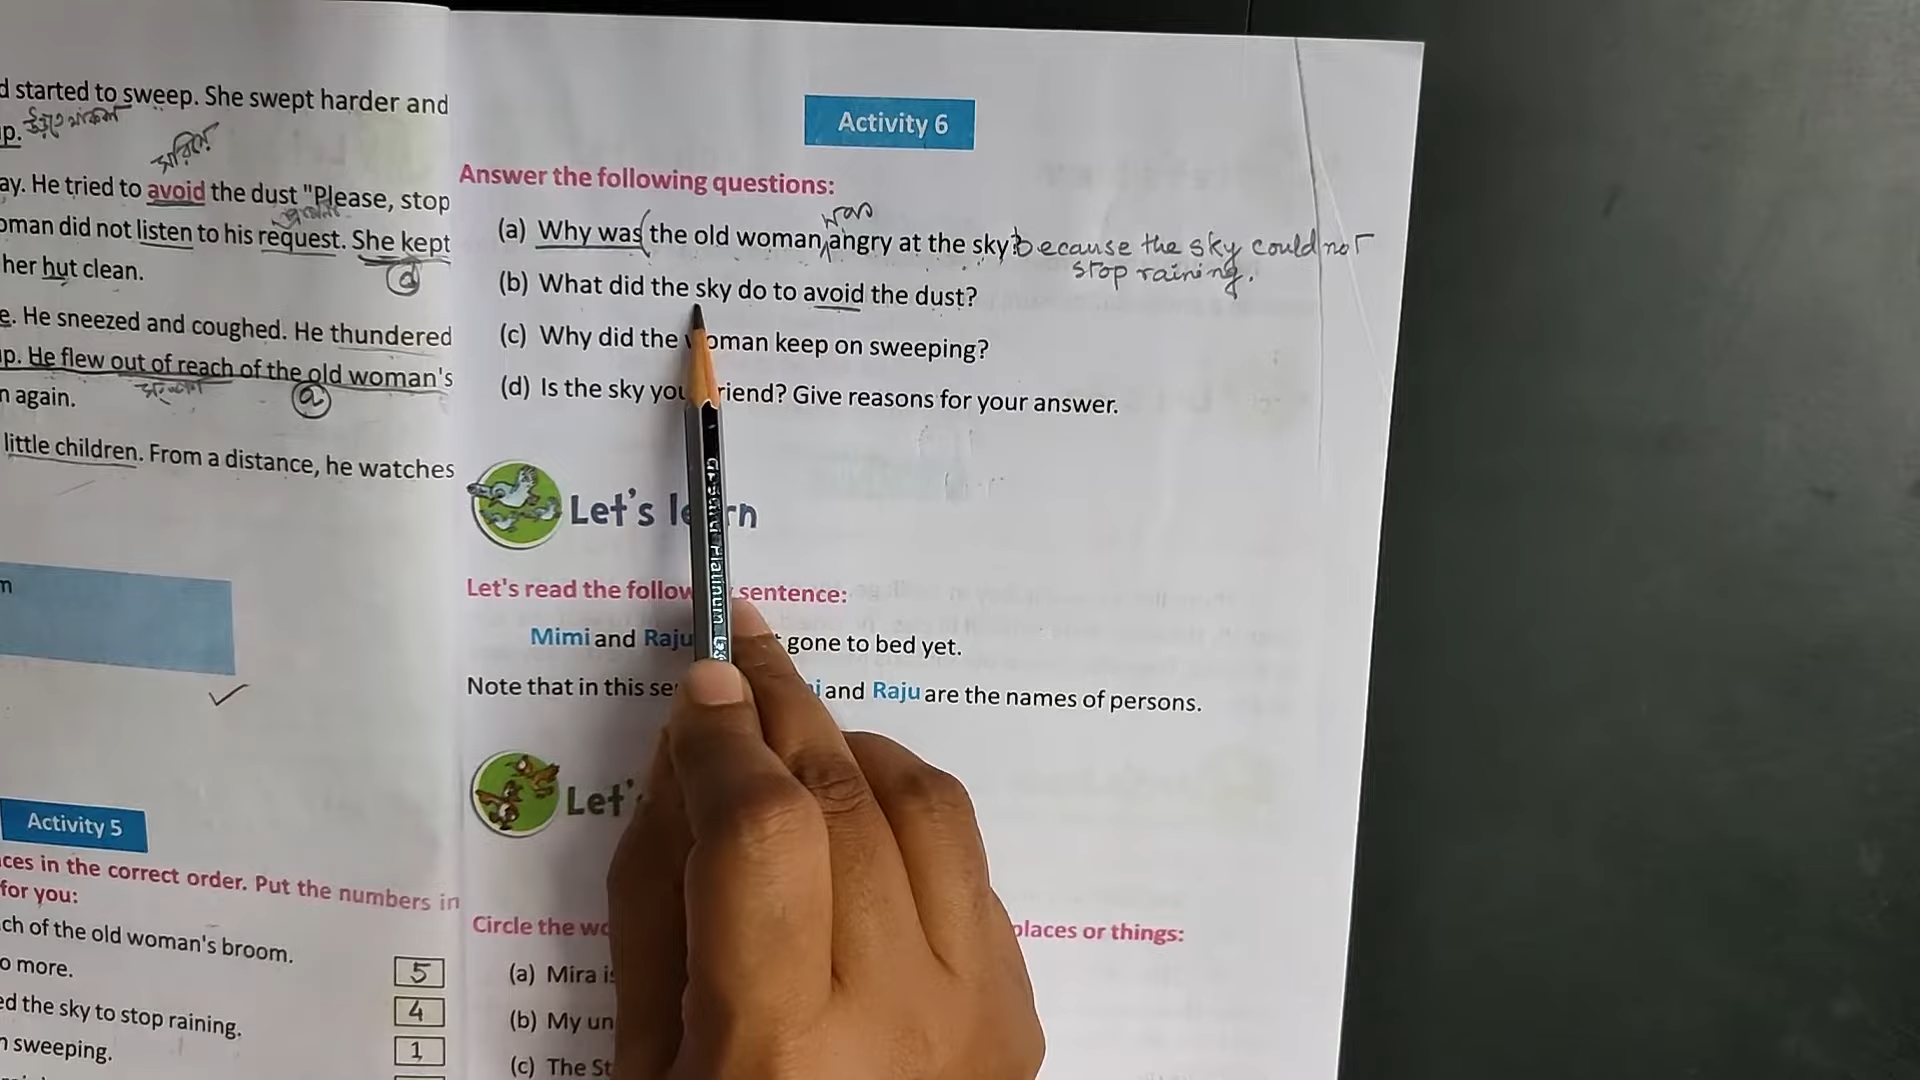 d started to sweep. She swept harder and
p.
ay. He tried to avoid the dust "Please, stop
oman did not listen to his request. She kept
her hut clean.
d
e. He sneezed and coughed. He thundered
p. He flew out of reach of the old woman's
n again.
a
little children. From a distance, he watches
n
Activity 5
ces in the correct order. Put the numbers in
for you:
ch of the old woman's broom. 5
o more. 4
ed the sky to stop raining.
n sweeping. 1
Activity 6
Answer the following questions:
was
(a) Why was the old woman angry at the sky? because the sky could not
stop raining.
(b) What did the sky do to avoid the dust?
(c) Why did the woman keep on sweeping?
(d) Is the sky you riend? Give reasons for your answer.
Let's le rn
Let's read the follow sentence:
Mimi and Raju gone to bed yet.
Note that in this se i and Raju are the names of persons.
Let'
Circle the wo places or things:
(a) Mira is
(b) My un
(c) The St